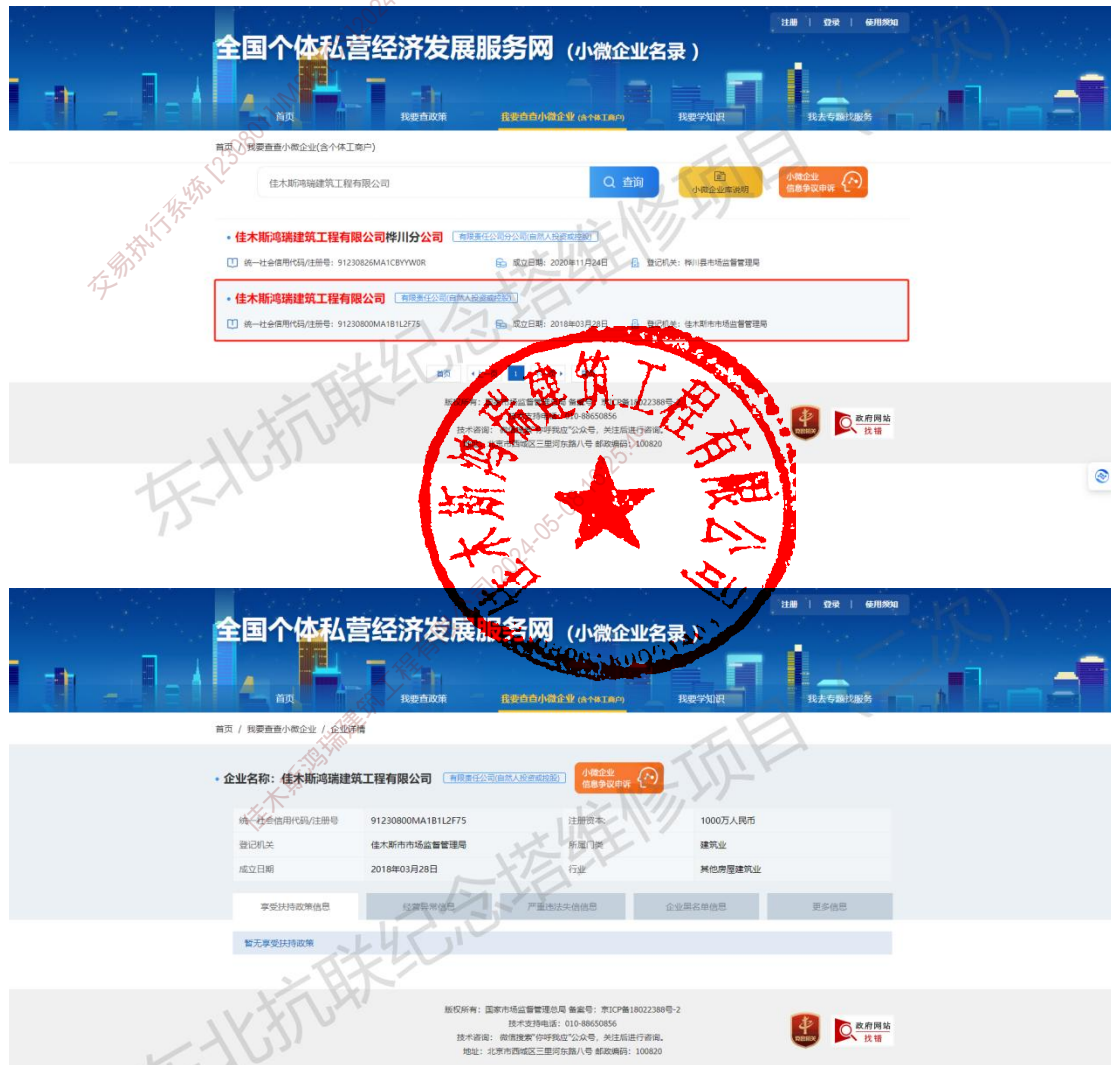 注册 | 登录 | 使用须知
全国个体私营经济发展服务网（小微企业名录）
首页 我要查政策 我要查查小微企业 (含个体工商户) 我要学知识 我去专题找服务
首页 / 我要查查小微企业(含个体工商户)
佳木斯鸿瑞建筑工程有限公司 查询 小微企业库说明 小微企业
信息争议申诉
佳木斯鸿瑞建筑工程有限公司桦川分公司 有限责任公司分公司(自然人投资或控股)
统一社会信用代码/注册号：91230826MA1CBYYW0R 成立日期：2020年11月24日 登记机关：桦川县市场监督管理局
佳木斯鸿瑞建筑工程有限公司 有限责任公司(自然人投资或控股)
统一社会信用代码/注册号：91230800MA1B1L2F75 成立日期：2018年03月28日 登记机关：佳木斯市市场监督管理局
首页 1
地址：北京市西城区三里河东路八号 邮政编码：100820
政府网站
找错
佳木斯鸿瑞建筑工程有限公司
注册 | 登录 | 使用须知
全国个体私营经济发展服务网（小微企业名录）
首页 我要查政策 我要查查小微企业 (含个体工商户) 我要学知识 我去专题找服务
首页 / 我要查查小微企业 / 企业详情
企业名称：佳木斯鸿瑞建筑工程有限公司 有限责任公司(自然人投资或控股) 小微企业
信息争议申诉
统一社会信用代码/注册号 91230800MA1B1L2F75 注册资本: 1000万人民币
登记机关 佳木斯市市场监督管理局 所属门类 建筑业
成立日期 2018年03月28日 行业 其他房屋建筑业
享受扶持政策信息 经营异常信息 严重违法失信信息 企业黑名单信息 更多信息
暂无享受扶持政策
版权所有：国家市场监督管理总局 备案号：京ICP备18022388号-2
技术支持电话：010-88650856
技术咨询：微信搜索"你呼我应"公众号，关注后进行咨询。
地址：北京市西城区三里河东路八号 邮政编码：100820
政府网站
找错
东北抗联纪念塔维修项目